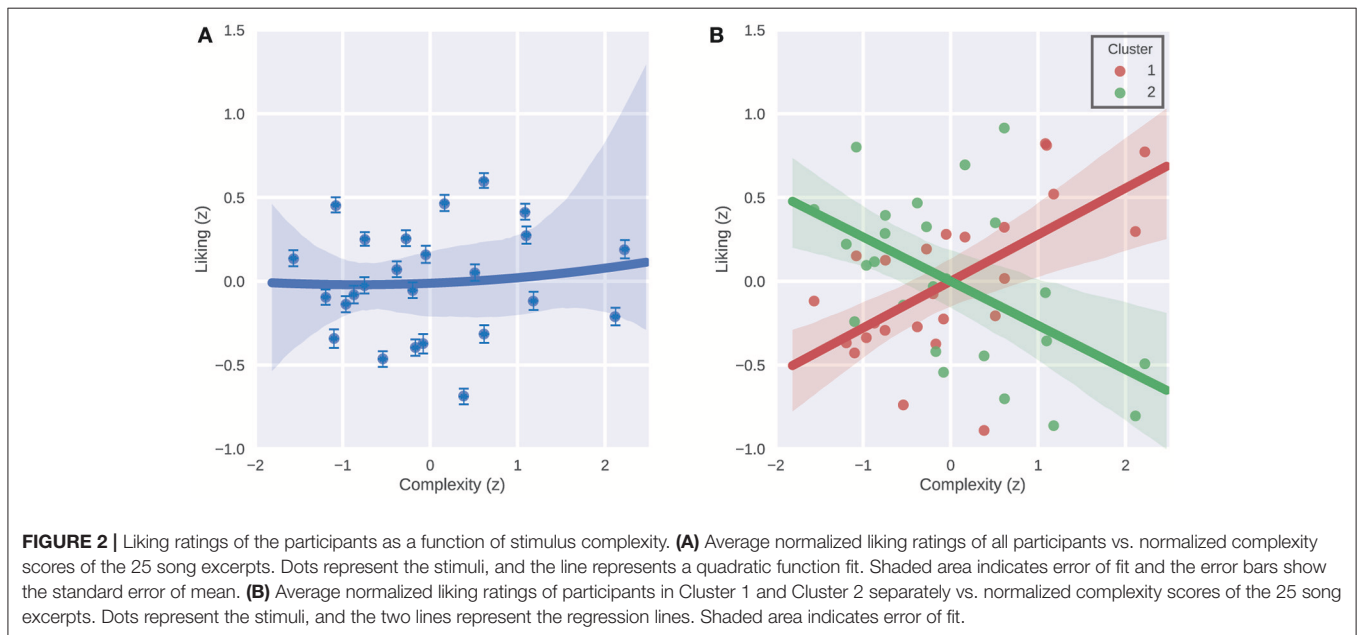 A
1.5
1.0
0.5
0.0
−0.5
−1.0
Liking (z)
−2
−1
0
1
2
Complexity (z)
B
1.5
1.0
0.5
0.0
−0.5
−1.0
Liking (z)
−2
−1
0
1
2
Complexity (z)
Cluster
1
2
FIGURE 2 | Liking ratings of the participants as a function of stimulus complexity. (A) Average normalized liking ratings of all participants vs. normalized complexity
scores of the 25 song excerpts. Dots represent the stimuli, and the line represents a quadratic function fit. Shaded area indicates error of fit and the error bars show
the standard error of mean. (B) Average normalized liking ratings of participants in Cluster 1 and Cluster 2 separately vs. normalized complexity scores of the 25 song
excerpts. Dots represent the stimuli, and the two lines represent the regression lines. Shaded area indicates error of fit.